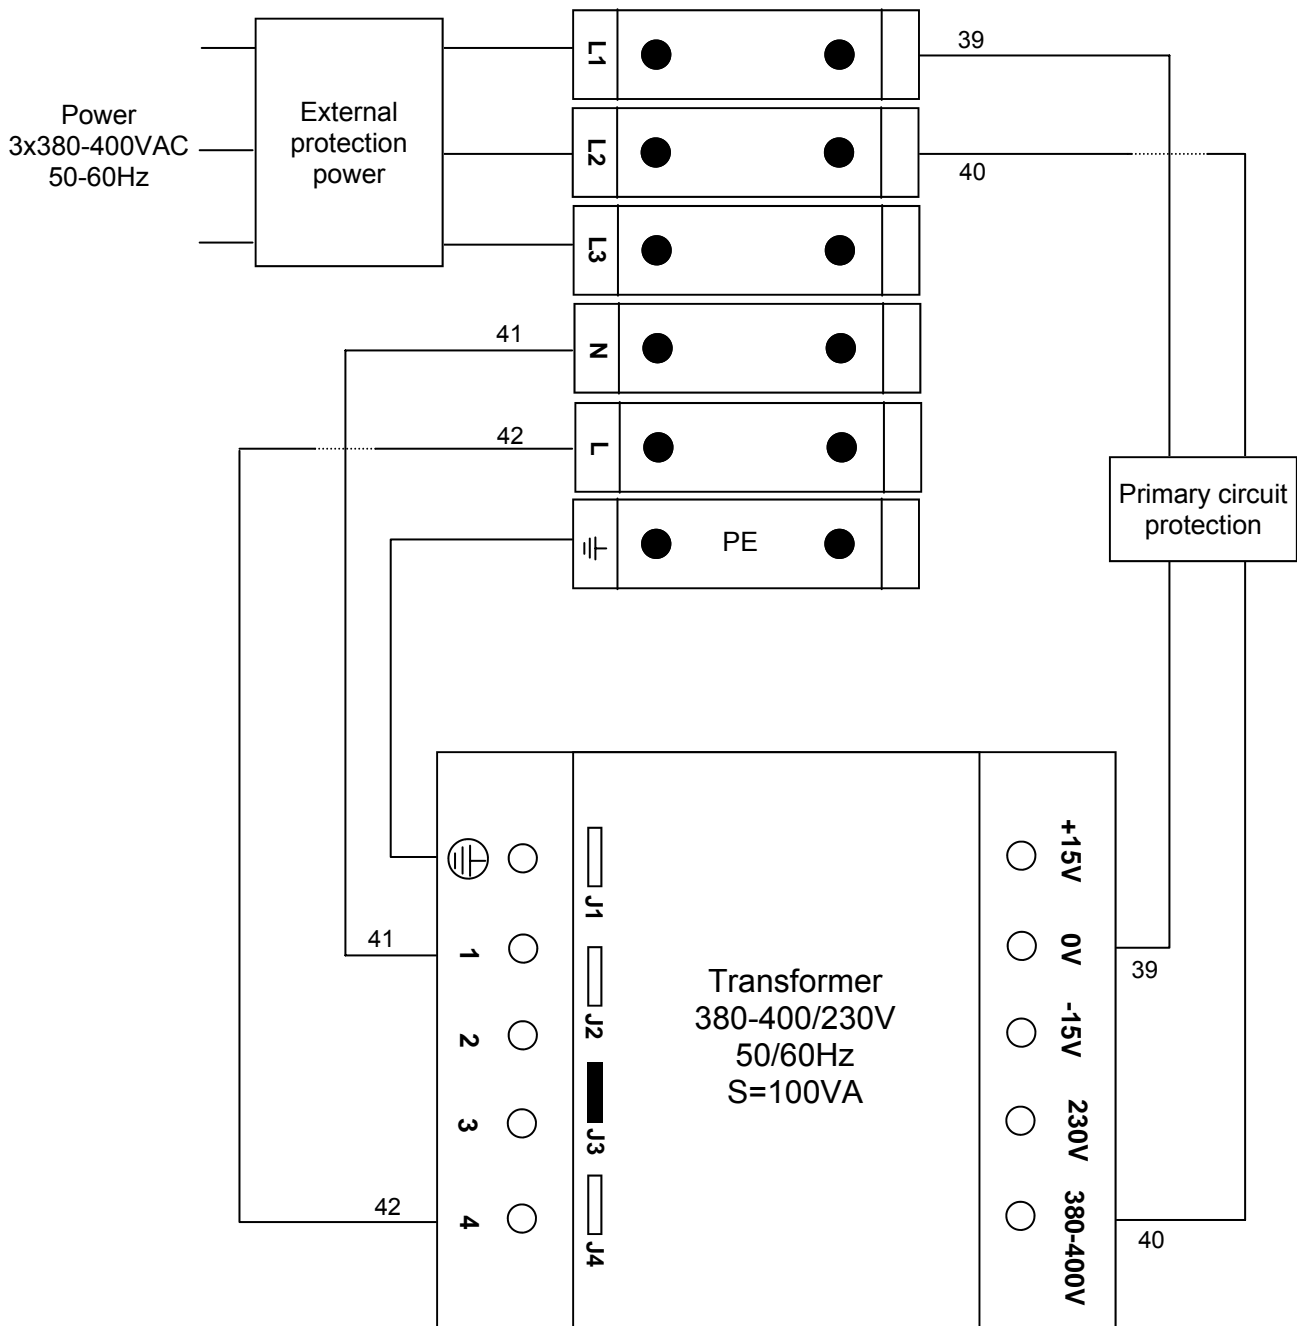 L1
39
Power
3x380-400VAC
50-60Hz
External
protection
power
L2
40
L3
41
N
42
L
Primary circuit
protection
PE
+15V
J1
41
1
0V
39
Transformer
380-400/230V
50/60Hz
S=100VA
2
J2
-15V
3
J3
230V
42
4
J4
380-400V
40